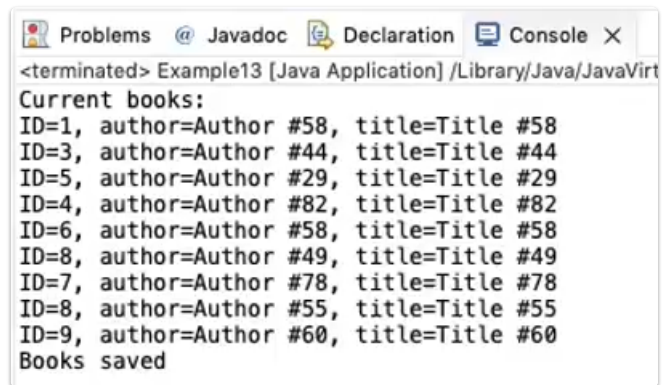 Problems @ Javadoc Declaration Console
<terminated> Example13 [Java Application] /Library/Java/JavaVirt
Current books:
ID=1, author=Author #58, title=Title #58
ID=3, author=Author #44, title=Title #44
ID=5, author=Author #29, title=Title #29
ID=4, author=Author #82, title=Title #82
ID=6, author=Author #58, title=Title #58
ID=8, author=Author #49, title=Title #49
ID=7, author=Author #78, title=Title #78
ID=8, author=Author #55, title=Title #55
ID=9, author=Author #60, title=Title #60
Books saved